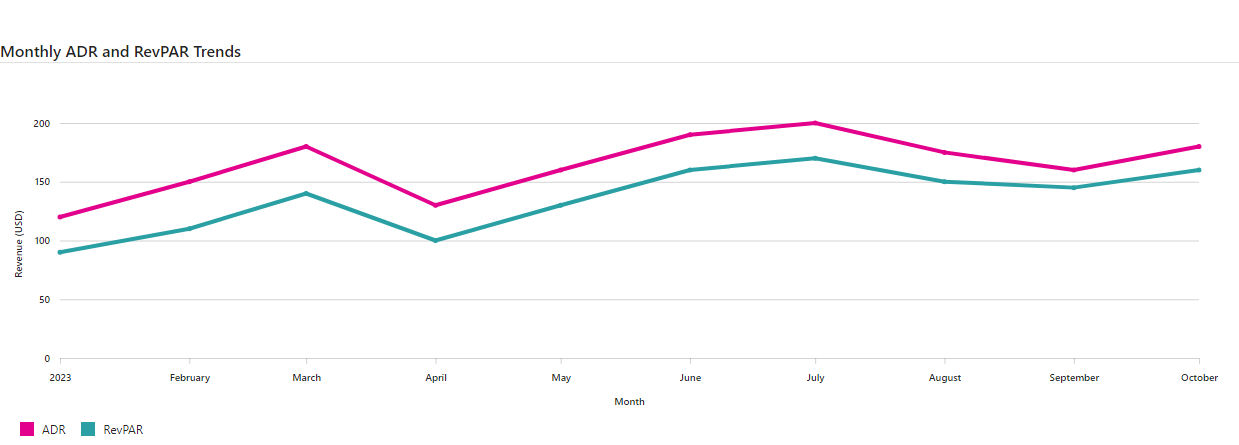 Monthly ADR and RevPAR Trends
200
150
100
50
0
Revenue (USD)
2023 February March April May June July August September October
Month
ADR RevPAR